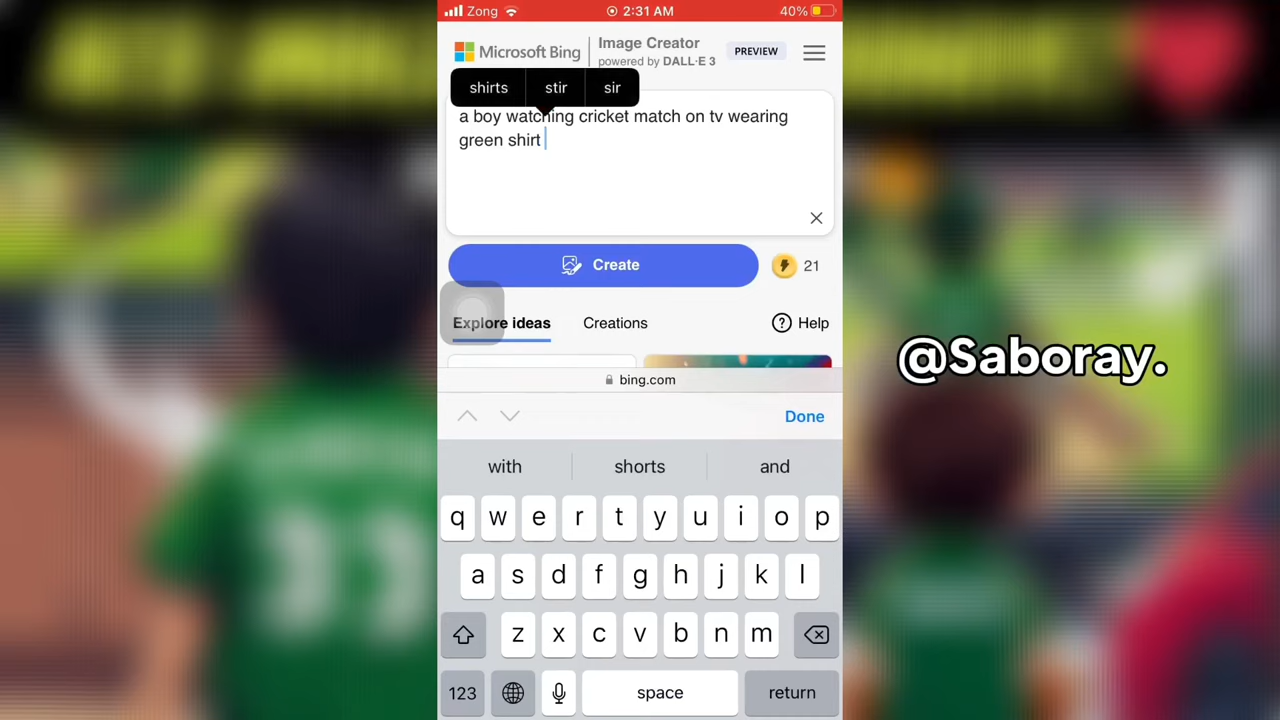 Zong 2:31 AM 40%
Microsoft Bing
Image Creator
powered by DALL·E 3
PREVIEW
shirts stir sir
a boy watching cricket match on tv wearing
green shirt
Create 21
Explore ideas Creations Help
bing.com
Done
with shorts and
q w e r t y u i o p
a s d f g h j k l
z x c v b n m
123 space return
@Saboray.